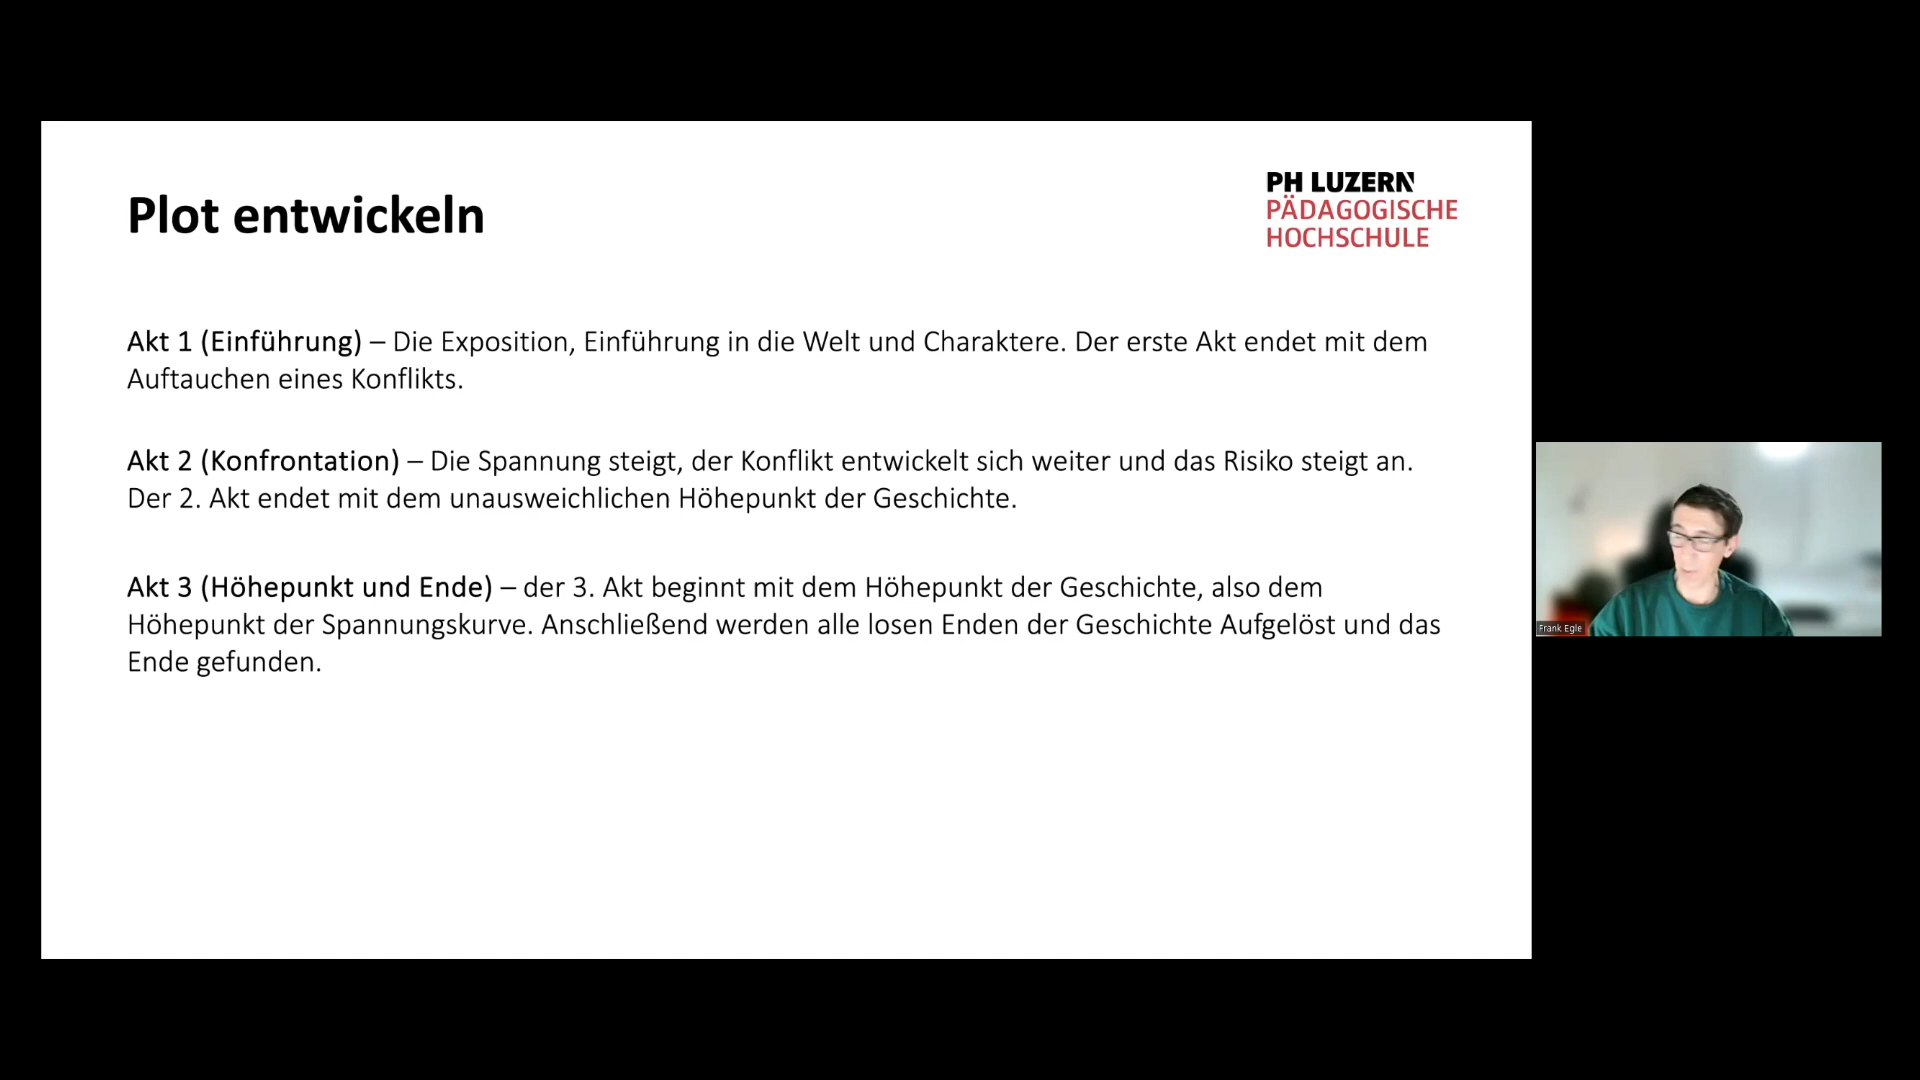 Plot entwickeln
PH LUZERN
PÄDAGOGISCHE
HOCHSCHULE
Akt 1 (Einführung) – Die Exposition, Einführung in die Welt und Charaktere. Der erste Akt endet mit dem
Auftauchen eines Konflikts.
Akt 2 (Konfrontation) – Die Spannung steigt, der Konflikt entwickelt sich weiter und das Risiko steigt an.
Der 2. Akt endet mit dem unausweichlichen Höhepunkt der Geschichte.
Akt 3 (Höhepunkt und Ende) – der 3. Akt beginnt mit dem Höhepunkt der Geschichte, also dem
Höhepunkt der Spannungskurve. Anschließend werden alle losen Enden der Geschichte Aufgelöst und das
Ende gefunden.
Frank Egle